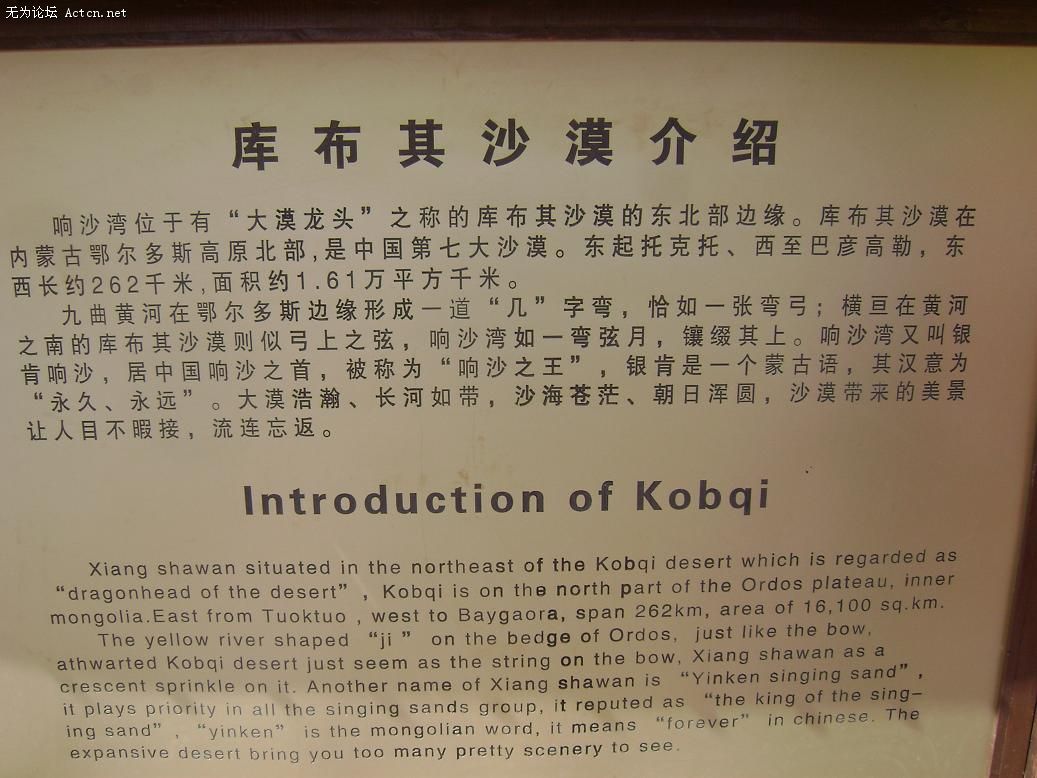 无为论坛 Actcn.net
库布其沙漠介绍
响沙湾位于有“大漠龙头”之称的库布其沙漠的东北部边缘。库布其沙漠在
内蒙古鄂尔多斯高原北部,是中国第七大沙漠。东起托克托、西至巴彦高勒，东
西长约262千米,面积约1.61万平方千米。
九曲黄河在鄂尔多斯边缘形成一道“几”字弯，恰如一张弯弓；横亘在黄河
之南的库布其沙漠则似弓上之弦，响沙湾如一弯弦月，镶缀其上。响沙湾又叫银
肯响沙，居中国响沙之首，被称为“响沙之王”，银肯是一个蒙古语，其汉意为
“永久、永远”。大漠浩瀚、长河如带，沙海苍茫、朝日浑圆，沙漠带来的美景
让人目不暇接，流连忘返。
Introduction of Kobqi
Xiang shawan situated in the northeast of the Kobqi desert which is regarded as
“dragonhead of the desert”, Kobqi is on the north part of the Ordos plateau, inner
mongolia.East from Tuoktuo , west to Baygaora, span 262km, area of 16,100 sq.km.
The yellow river shaped “ji ” on the bedge of Ordos, just like the bow,
athwarted Kobqi desert just seem as the string on the bow, Xiang shawan as a
crescent sprinkle on it. Another name of Xiang shawan is “Yinken singing sand”,
it plays priority in all the singing sands group, it reputed as “the king of the sing-
ing sand”, “yinken” is the mongolian word, it means “forever” in chinese. The
expansive desert bring you too many pretty scenery to see.